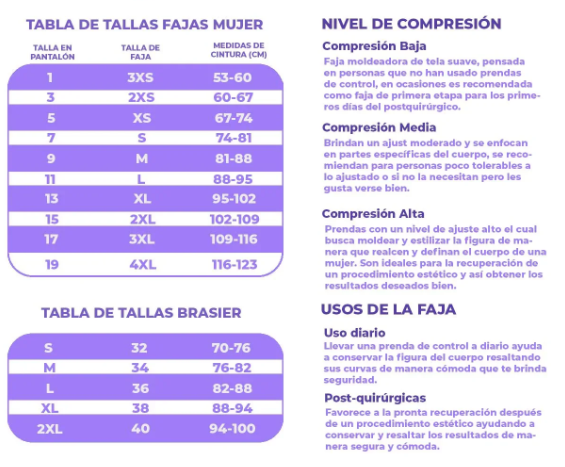 TABLA DE TALLAS FAJAS MUJER
TALLA EN PANTALÓN TALLA DE FAJA MEDIDAS DE CINTURA (CM)
1 3XS 53-60
3 2XS 60-67
5 XS 67-74
7 S 74-81
9 M 81-88
11 L 88-95
13 XL 95-102
15 2XL 102-109
17 3XL 109-116
19 4XL 116-123
TABLA DE TALLAS BRASIER
S 32 70-76
M 34 76-82
L 36 82-88
XL 38 88-94
2XL 40 94-100
NIVEL DE COMPRESIÓN
Compresión Baja
Faja moldeadora de tela suave, pensada
en personas que no han usado prendas
de control, en ocasiones es recomendada
como faja de primera etapa para los prime-
ros días del postquirúrgico.
Compresión Media
Brindan un ajust moderado y se enfocan
en partes específicas del cuerpo, se reco-
miendan para personas poco tolerables a
lo ajustado o si no la necesitan pero les
gusta verse bien.
Compresión Alta
Prendas con un nivel de ajuste alto el cual
busca moldear y estilizar la figura de ma-
nera que realcen y definan el cuerpo de una
mujer. Son ideales para la recuperación de
un procedimiento estético y así obtener los
resultados deseados bien.
USOS DE LA FAJA
Uso diario
Llevar una prenda de control a diario ayuda
a conservar la figura del cuerpo resaltando
sus curvas de manera cómoda que te brinda
seguridad.
Post-quirúrgicas
Favorece a la pronta recuperación después
de un procedimiento estético ayudando a
conservar y resaltar los resultados de ma-
nera segura y cómoda.